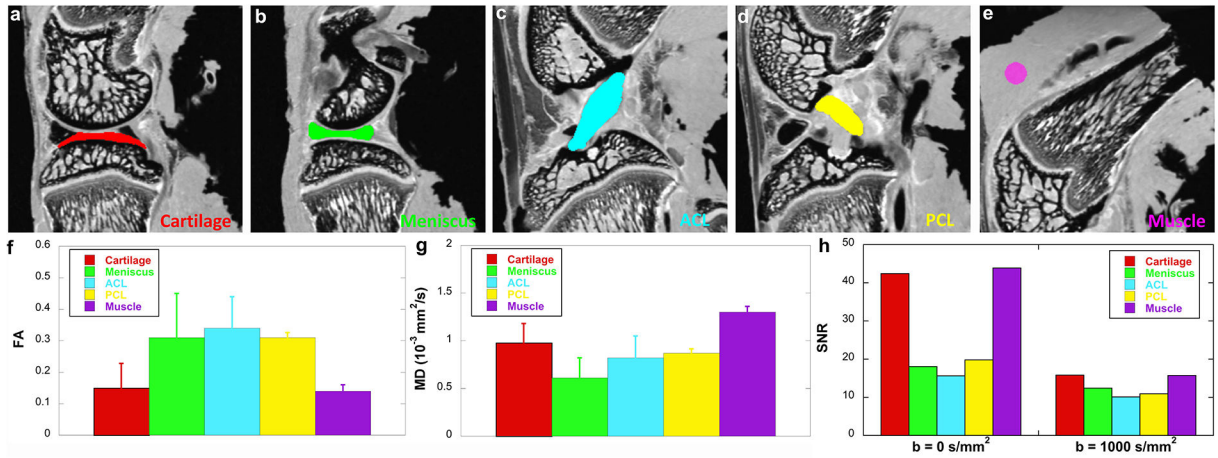 a
Cartilage
b
Meniscus
c
ACL
d
PCL
e
Muscle
f
FA
0.6
0.5
0.4
0.3
0.2
0.1
0
Cartilage
Meniscus
ACL
PCL
Muscle
g
MD (10⁻³ mm²/s)
2
1.5
1
0.5
0
Cartilage
Meniscus
ACL
PCL
Muscle
h
SNR
50
40
30
20
10
0
Cartilage
Meniscus
ACL
PCL
Muscle
b = 0 s/mm²
b = 1000 s/mm²